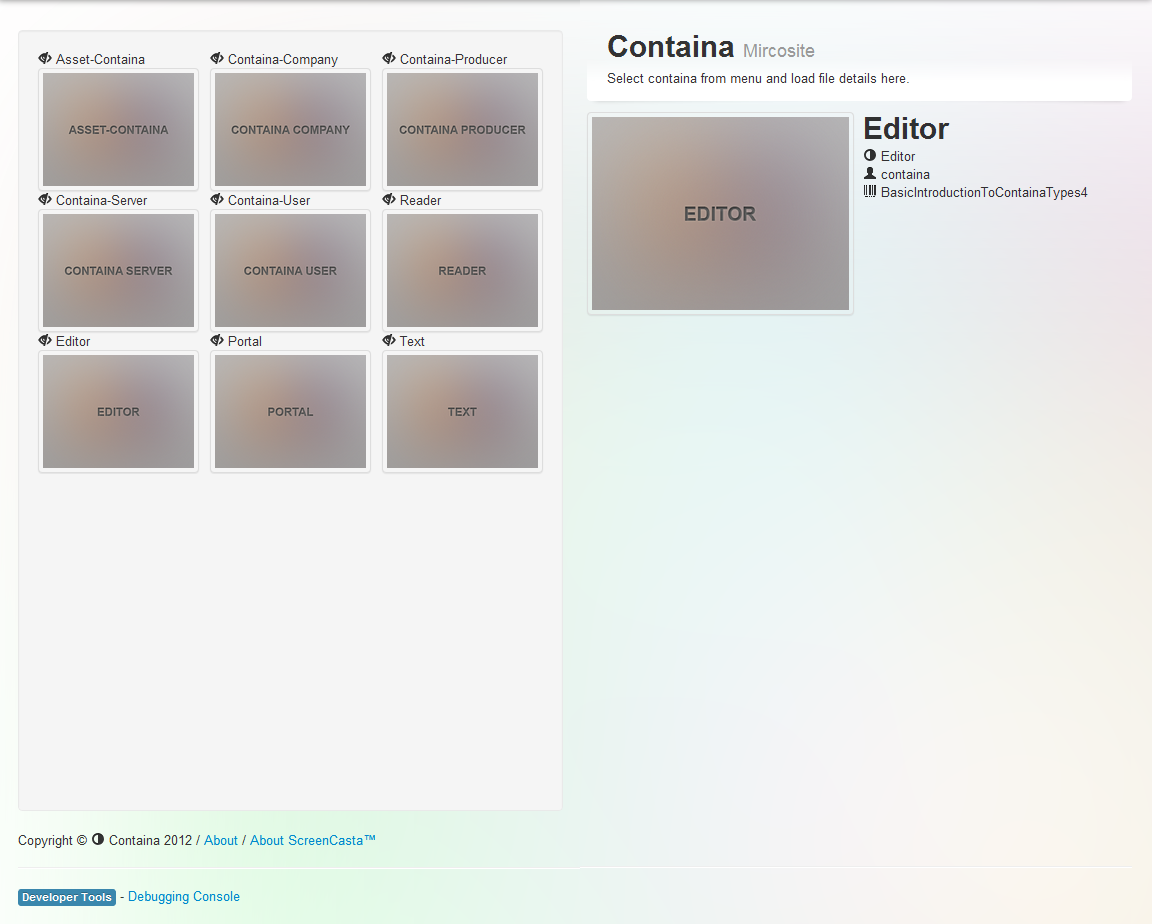 Asset-Containa
Containa-Company
Containa-Producer
ASSET-CONTAINA
CONTAINA COMPANY
CONTAINA PRODUCER
Containa-Server
Containa-User
Reader
CONTAINA SERVER
CONTAINA USER
READER
Editor
Portal
Text
EDITOR
PORTAL
TEXT
Containa Mircosite
Select containa from menu and load file details here.
EDITOR
Editor
Editor
containa
BasicIntroductionToContainaTypes4
Copyright © Containa 2012 / About / About ScreenCasta™
Developer Tools - Debugging Console